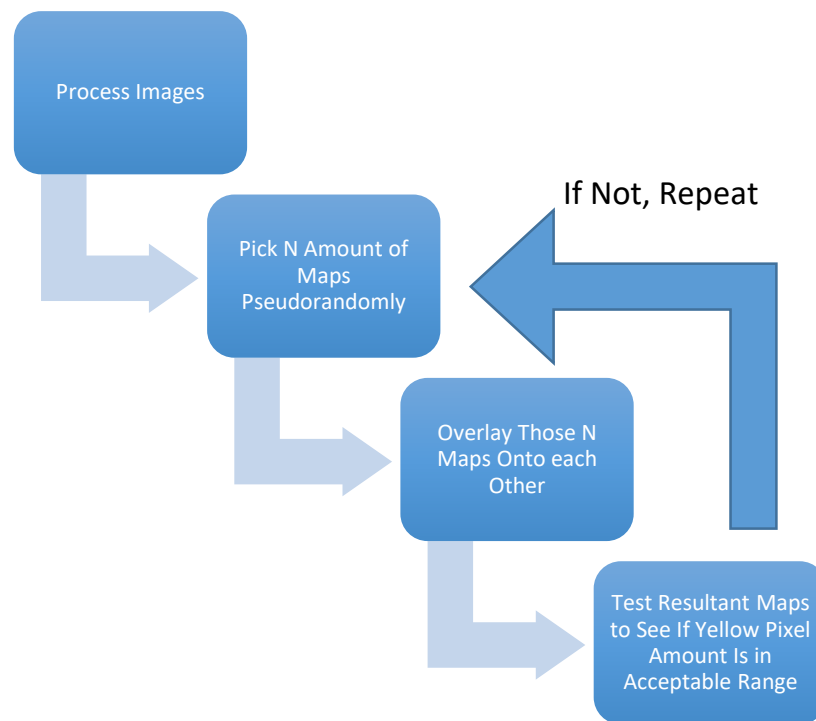 Process Images
If Not, Repeat
Pick N Amount of
Maps
Pseudorandomly
Overlay Those N
Maps Onto each
Other
Test Resultant Maps
to See If Yellow Pixel
Amount Is in
Acceptable Range